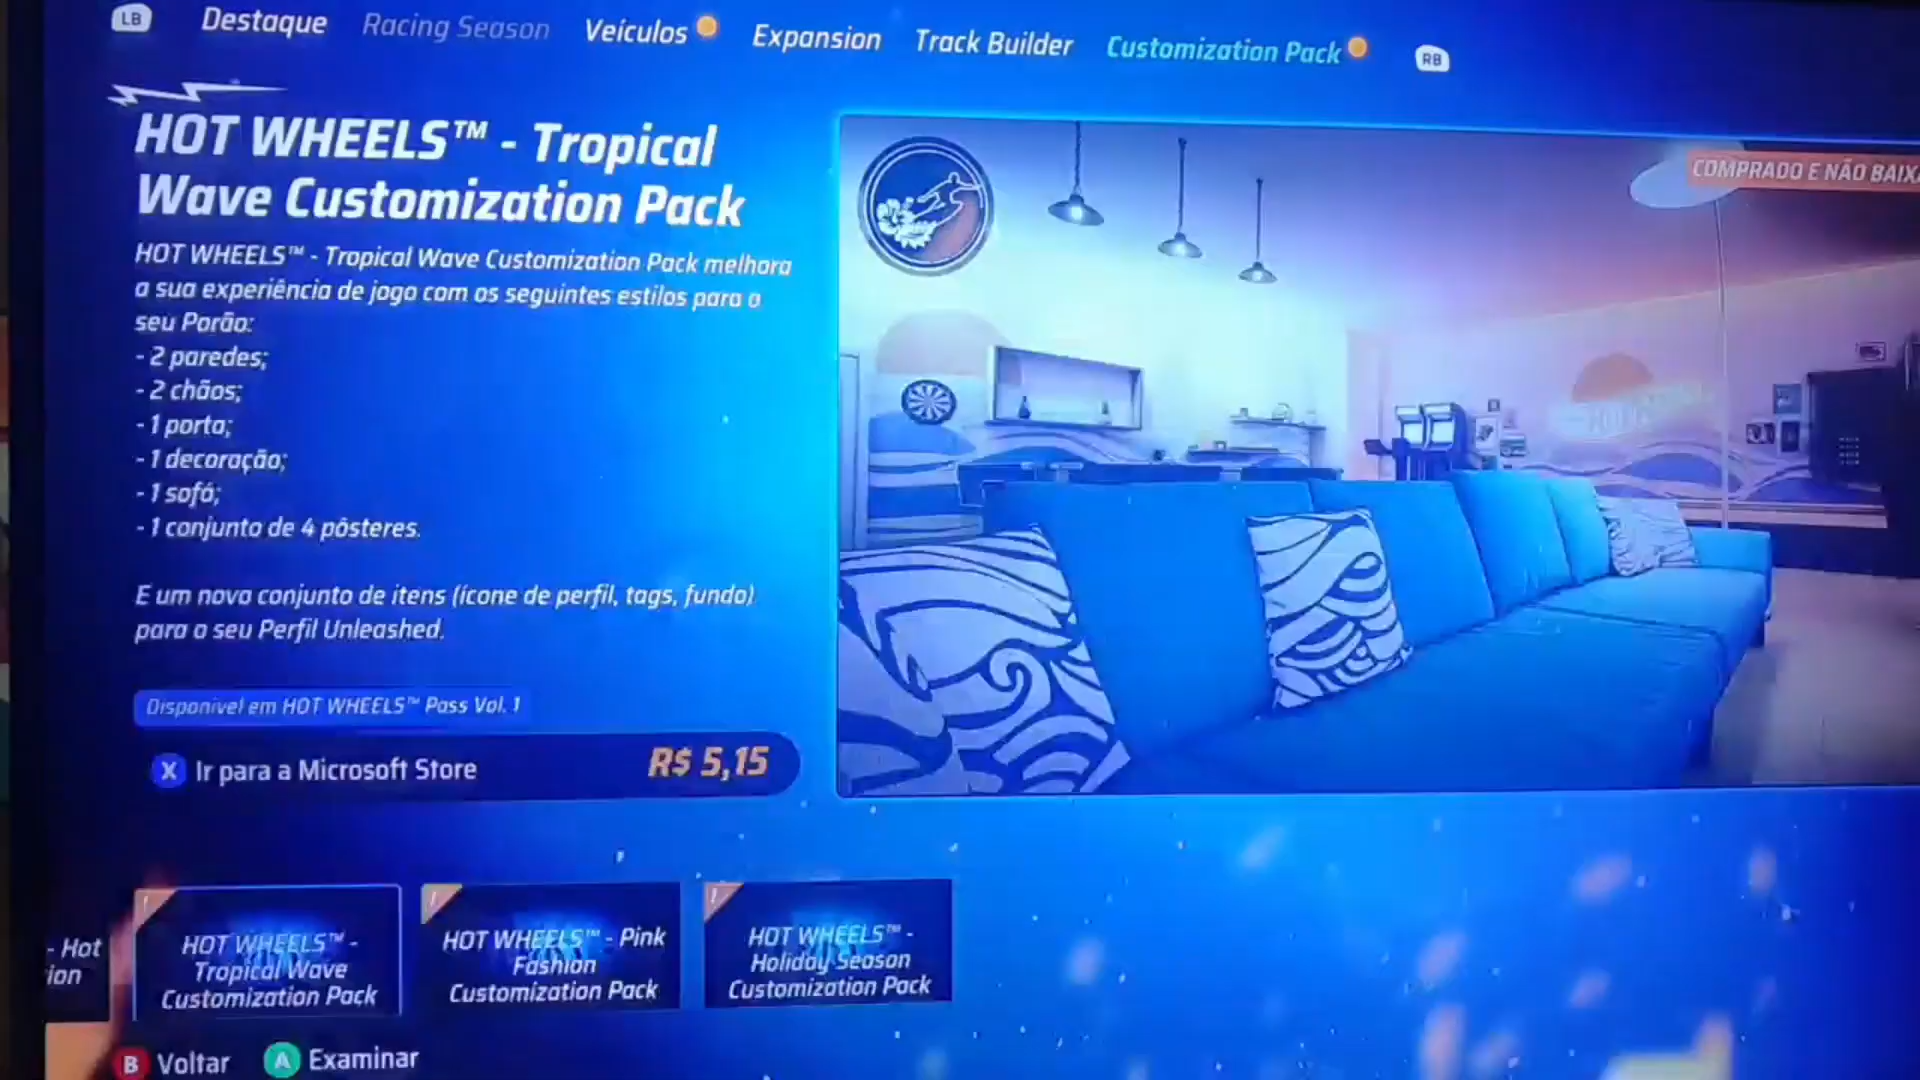 LB
Destaque
Racing Season
Veículos
Expansion
Track Builder
Customization Pack
RB
HOT WHEELS™ - Tropical
Wave Customization Pack
HOT WHEELS™ - Tropical Wave Customization Pack melhora
a sua experiência de jogo com os seguintes estilos para o
seu Porão:
- 2 paredes;
- 2 chãos;
- 1 porta;
- 1 decoração;
- 1 sofá;
- 1 conjunto de 4 pôsteres.
E um novo conjunto de itens (ícone de perfil, tags, fundo)
para o seu Perfil Unleashed.
Disponível em HOT WHEELS™ Pass Vol. 1
X Ir para a Microsoft Store
R$ 5,15
COMPRADO E NÃO BAIXA
- Hot
ion
HOT WHEELS™ -
Tropical Wave
Customization Pack
HOT WHEELS™ - Pink
Fashion
Customization Pack
HOT WHEELS™ -
Holiday Season
Customization Pack
B Voltar
A Examinar